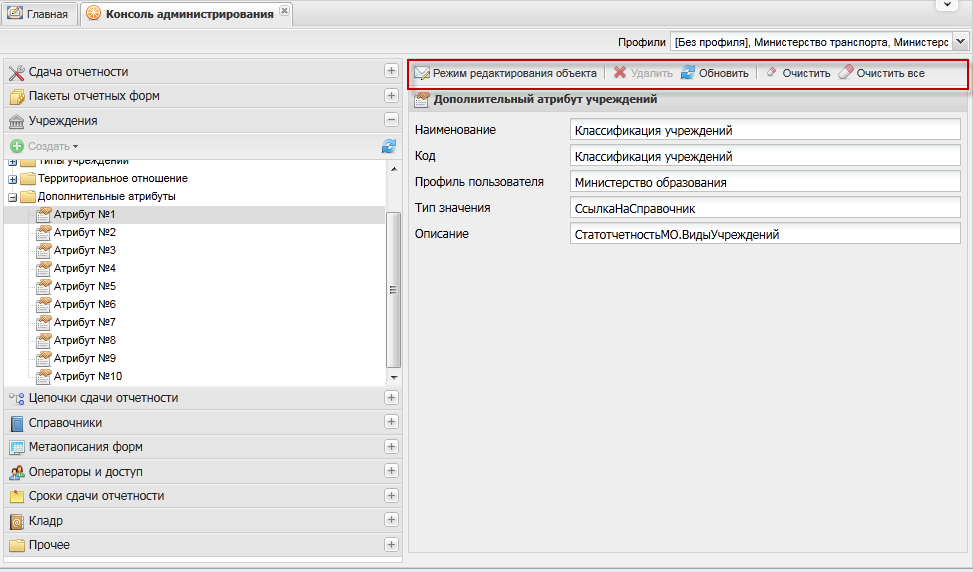 Главная
Консоль администрирования
Профили
[Без профиля], Министерство транспорта, Министерс
Сдача отчетности
Пакеты отчетных форм
Учреждения
Создать
Типы учреждений
Территориальное отношение
Дополнительные атрибуты
Атрибут №1
Атрибут №2
Атрибут №3
Атрибут №4
Атрибут №5
Атрибут №6
Атрибут №7
Атрибут №8
Атрибут №9
Атрибут №10
Цепочки сдачи отчетности
Справочники
Метаописания форм
Операторы и доступ
Сроки сдачи отчетности
Кладр
Прочее
Режим редактирования объекта Удалить Обновить Очистить Очистить все
Дополнительный атрибут учреждений
Наименование Классификация учреждений
Код Классификация учреждений
Профиль пользователя Министерство образования
Тип значения СсылкаНаСправочник
Описание СтатотчетностьМО.ВидыУчреждений